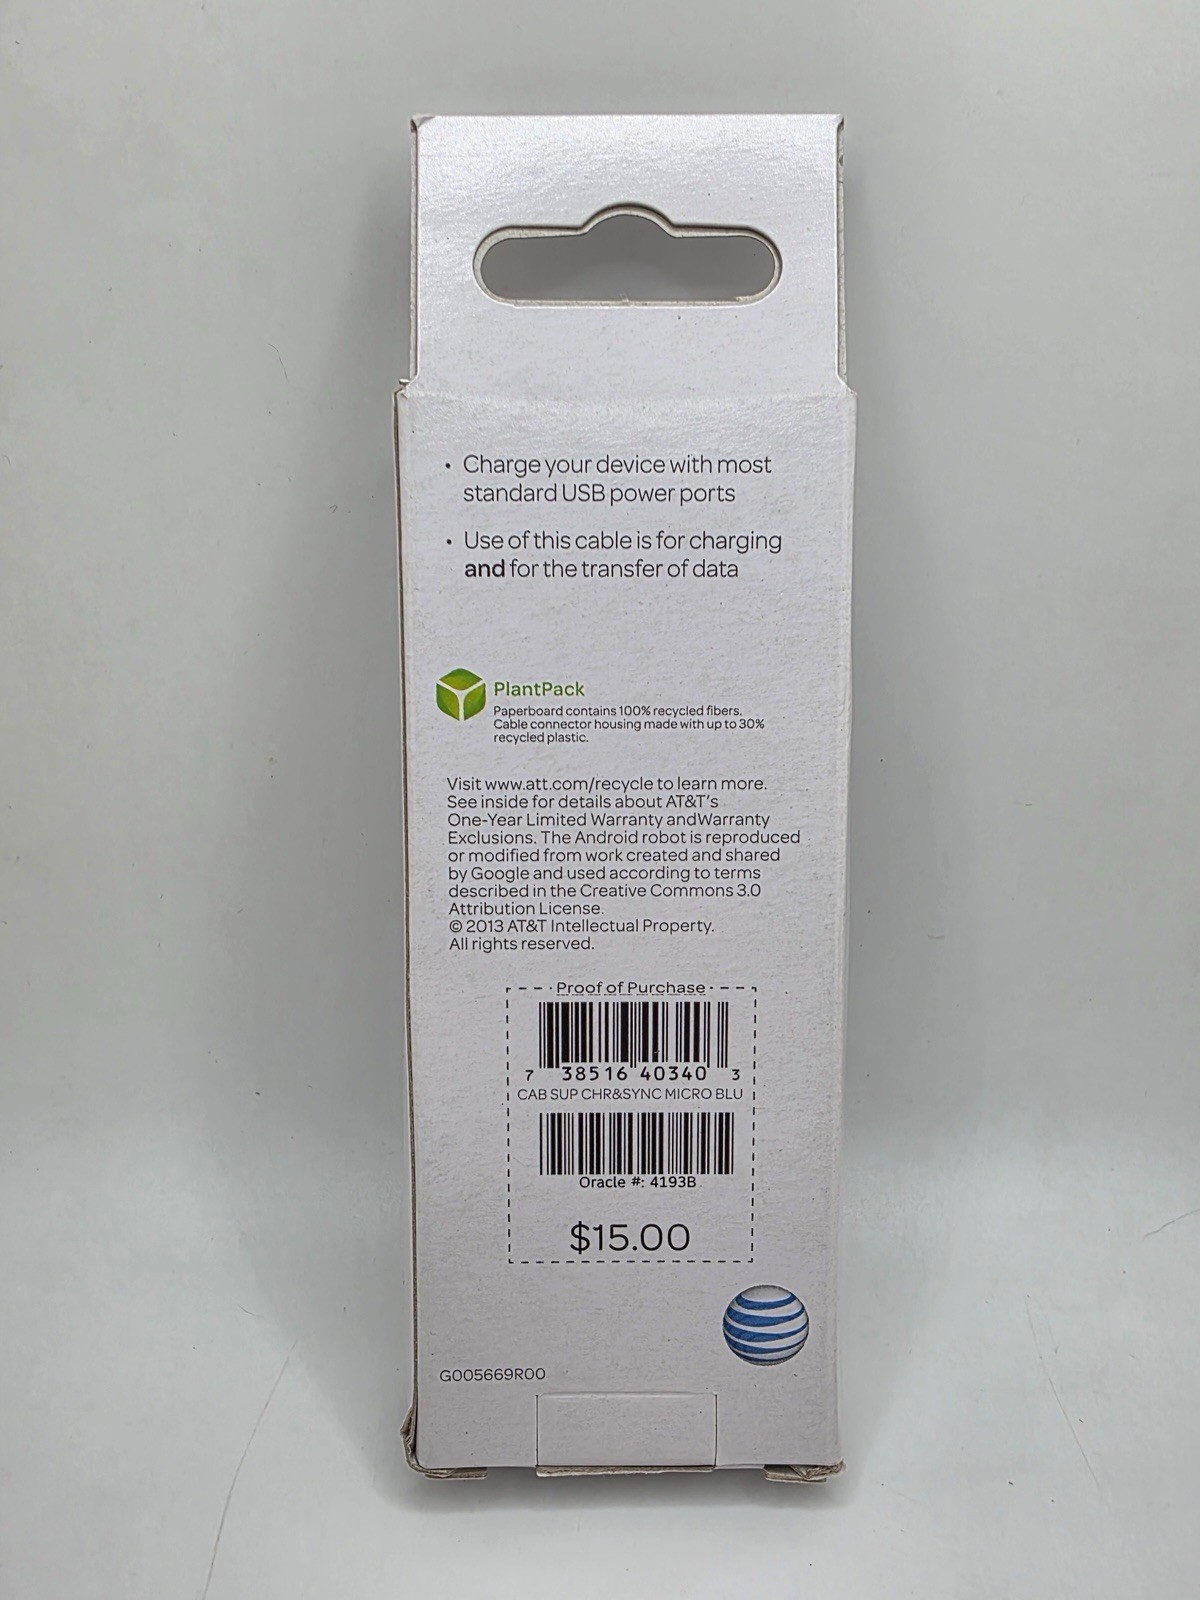 • Charge your device with most
standard USB power ports
• Use of this cable is for charging
and for the transfer of data
PlantPack
Paperboard contains 100% recycled fibers.
Cable connector housing made with up to 30%
recycled plastic.
Visit www.att.com/recycle to learn more.
See inside for details about AT&T's
One-Year Limited Warranty andWarranty
Exclusions. The Android robot is reproduced
or modified from work created and shared
by Google and used according to terms
described in the Creative Commons 3.0
Attribution License.
© 2013 AT&T Intellectual Property.
All rights reserved.
Proof of Purchase
7 38516 40340 3
CAB SUP CHR&SYNC MICRO BLU
Oracle #: 4193B
$15.00
G005669R00